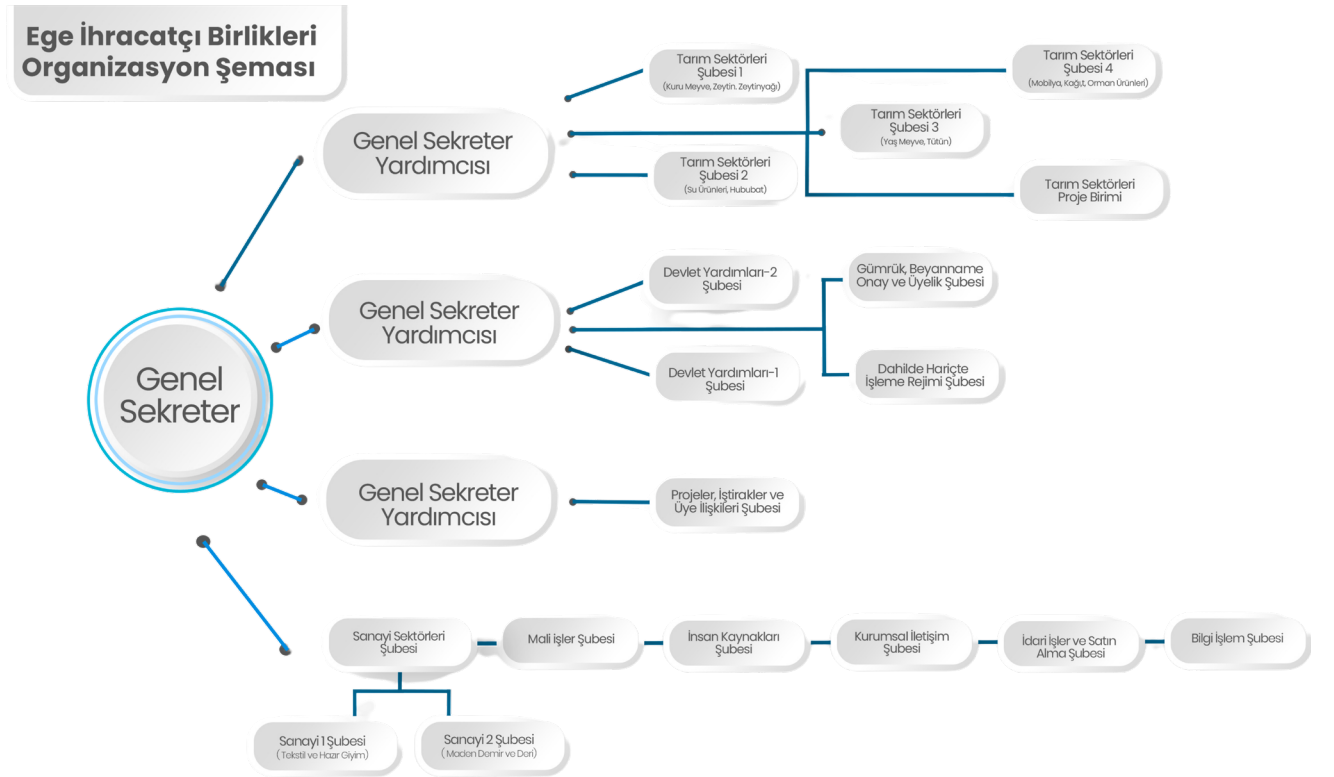 Ege İhracatçı Birlikleri
Organizasyon Şeması
Genel
Sekreter
Genel Sekreter
Yardımcısı
Tarım Sektörleri
Şubesi 1
(Kuru Meyve, Zeytin. Zeytinyağı)
Tarım Sektörleri
Şubesi 2
(Su Ürünleri, Hububat)
Tarım Sektörleri
Şubesi 3
(Yaş Meyve, Tütün)
Tarım Sektörleri
Şubesi 4
(Mobilya, Kağıt, Orman Ürünleri)
Tarım Sektörleri
Proje Birimi
Genel Sekreter
Yardımcısı
Devlet Yardımları-2
Şubesi
Devlet Yardımları-1
Şubesi
Gümrük, Beyanname
Onay ve Üyelik Şubesi
Dahilde Hariçte
İşleme Rejimi Şubesi
Genel Sekreter
Yardımcısı
Projeler, İştirakler ve
Üye İlişkileri Şubesi
Sanayi Sektörleri
Şubesi
Mali işler Şubesi
İnsan Kaynakları
Şubesi
Kurumsal İletişim
Şubesi
İdari İşler ve Satın
Alma Şubesi
Bilgi İşlem Şubesi
Sanayi 1 Şubesi
( Tekstil ve Hazır Giyim)
Sanayi 2 Şubesi
( Maden Demir ve Deri)